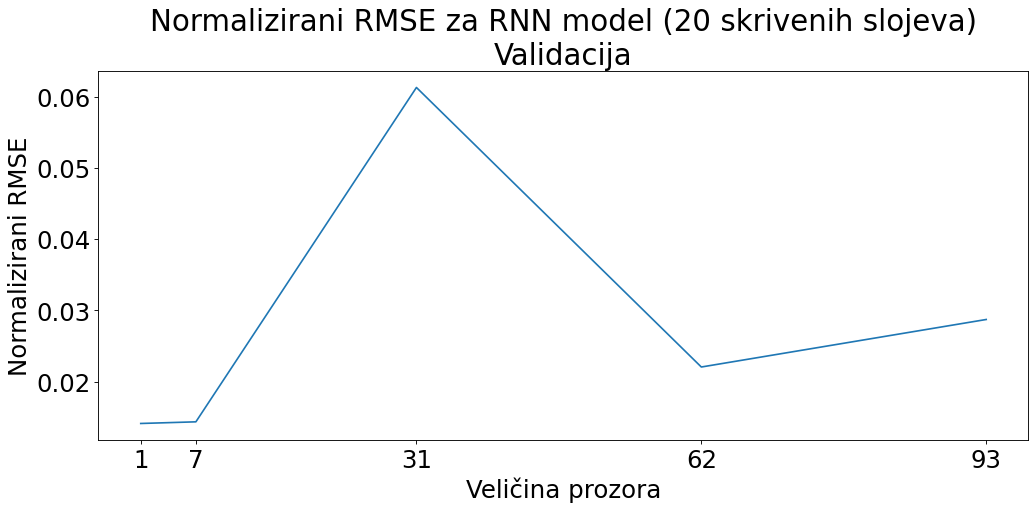 Normalizirani RMSE za RNN model (20 skrivenih slojeva)
Validacija
Normalizirani RMSE
0.06
0.05
0.04
0.03
0.02
1 7 31 62 93
Veličina prozora